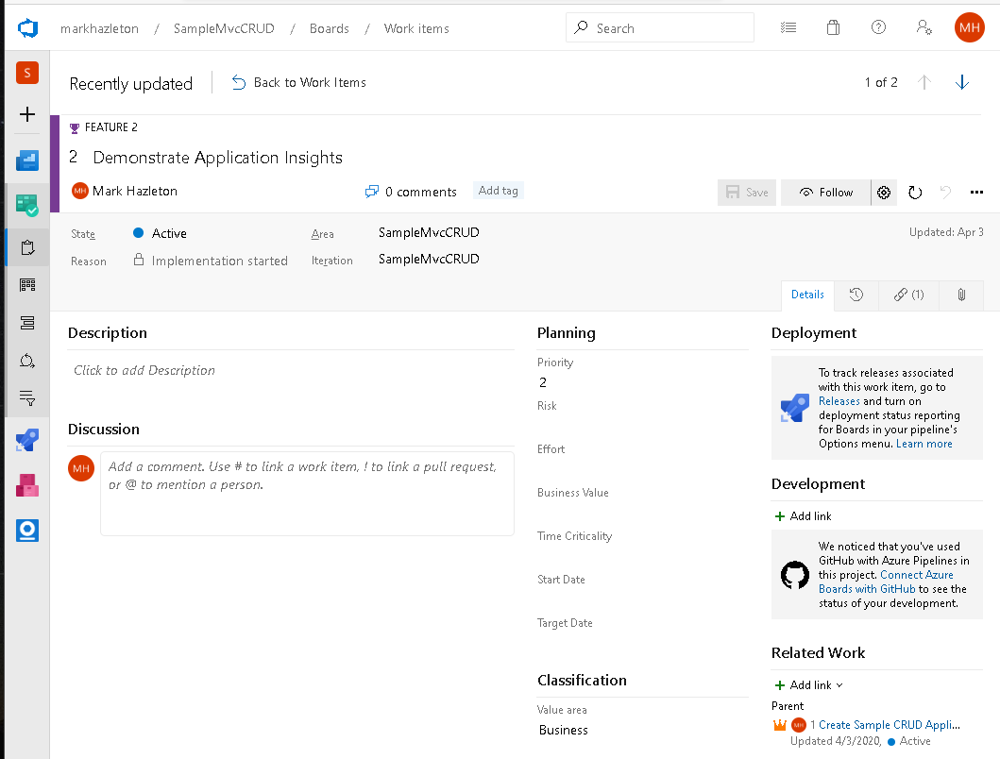 markhazleton / SampleMvcCRUD / Boards / Work items
Search
MH
S
Recently updated
Back to Work Items
1 of 2
FEATURE 2
2 Demonstrate Application Insights
MH Mark Hazleton
0 comments
Add tag
Save
Follow
State
Active
Area
SampleMvcCRUD
Updated: Apr 3
Reason
Implementation started
Iteration
SampleMvcCRUD
Details
(1)
Description
Click to add Description
Discussion
MH
Add a comment. Use # to link a work item, ! to link a pull request,
or @ to mention a person.
Planning
Priority
2
Risk
Effort
Business Value
Time Criticality
Start Date
Target Date
Classification
Value area
Business
Deployment
To track releases associated
with this work item, go to
Releases and turn on
deployment status reporting
for Boards in your pipeline's
Options menu. Learn more
Development
Add link
We noticed that you've used
GitHub with Azure Pipelines in
this project. Connect Azure
Boards with GitHub to see the
status of your development.
Related Work
Add link
Parent
MH 1 Create Sample CRUD Appli...
Updated 4/3/2020, Active